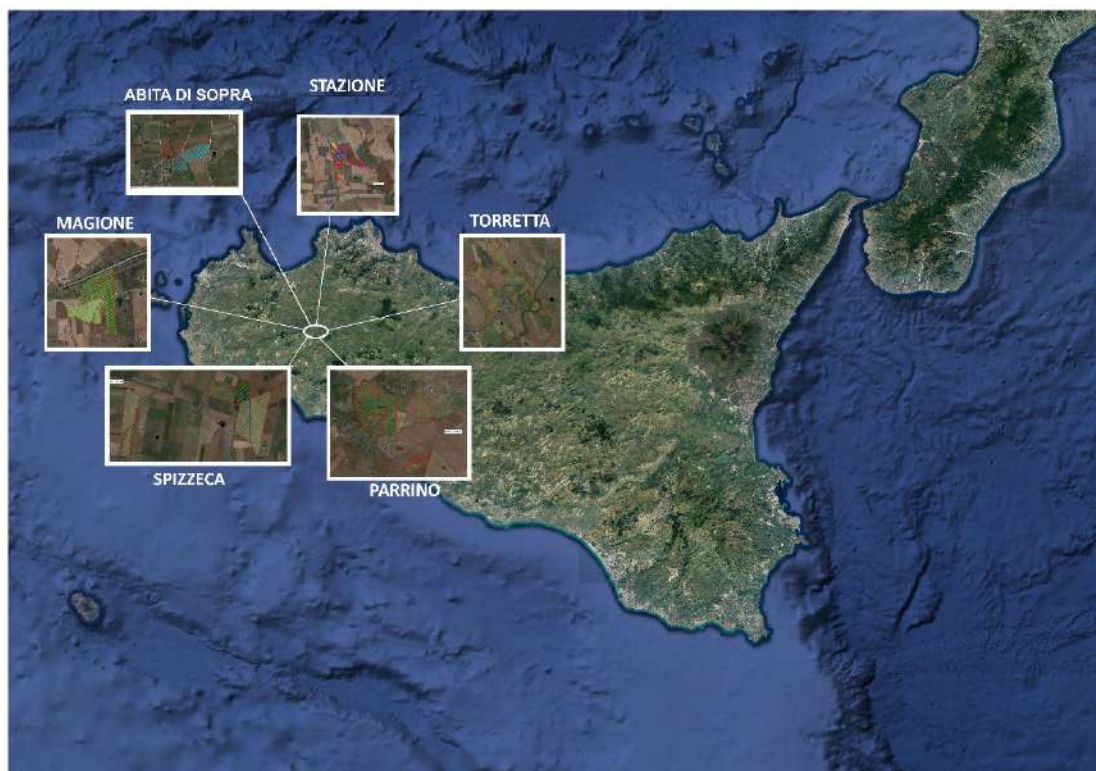 STAZIONE
ABITA DI SOPRA
MAGIONE
TORRETTA
SPIZZECA
PARRINO